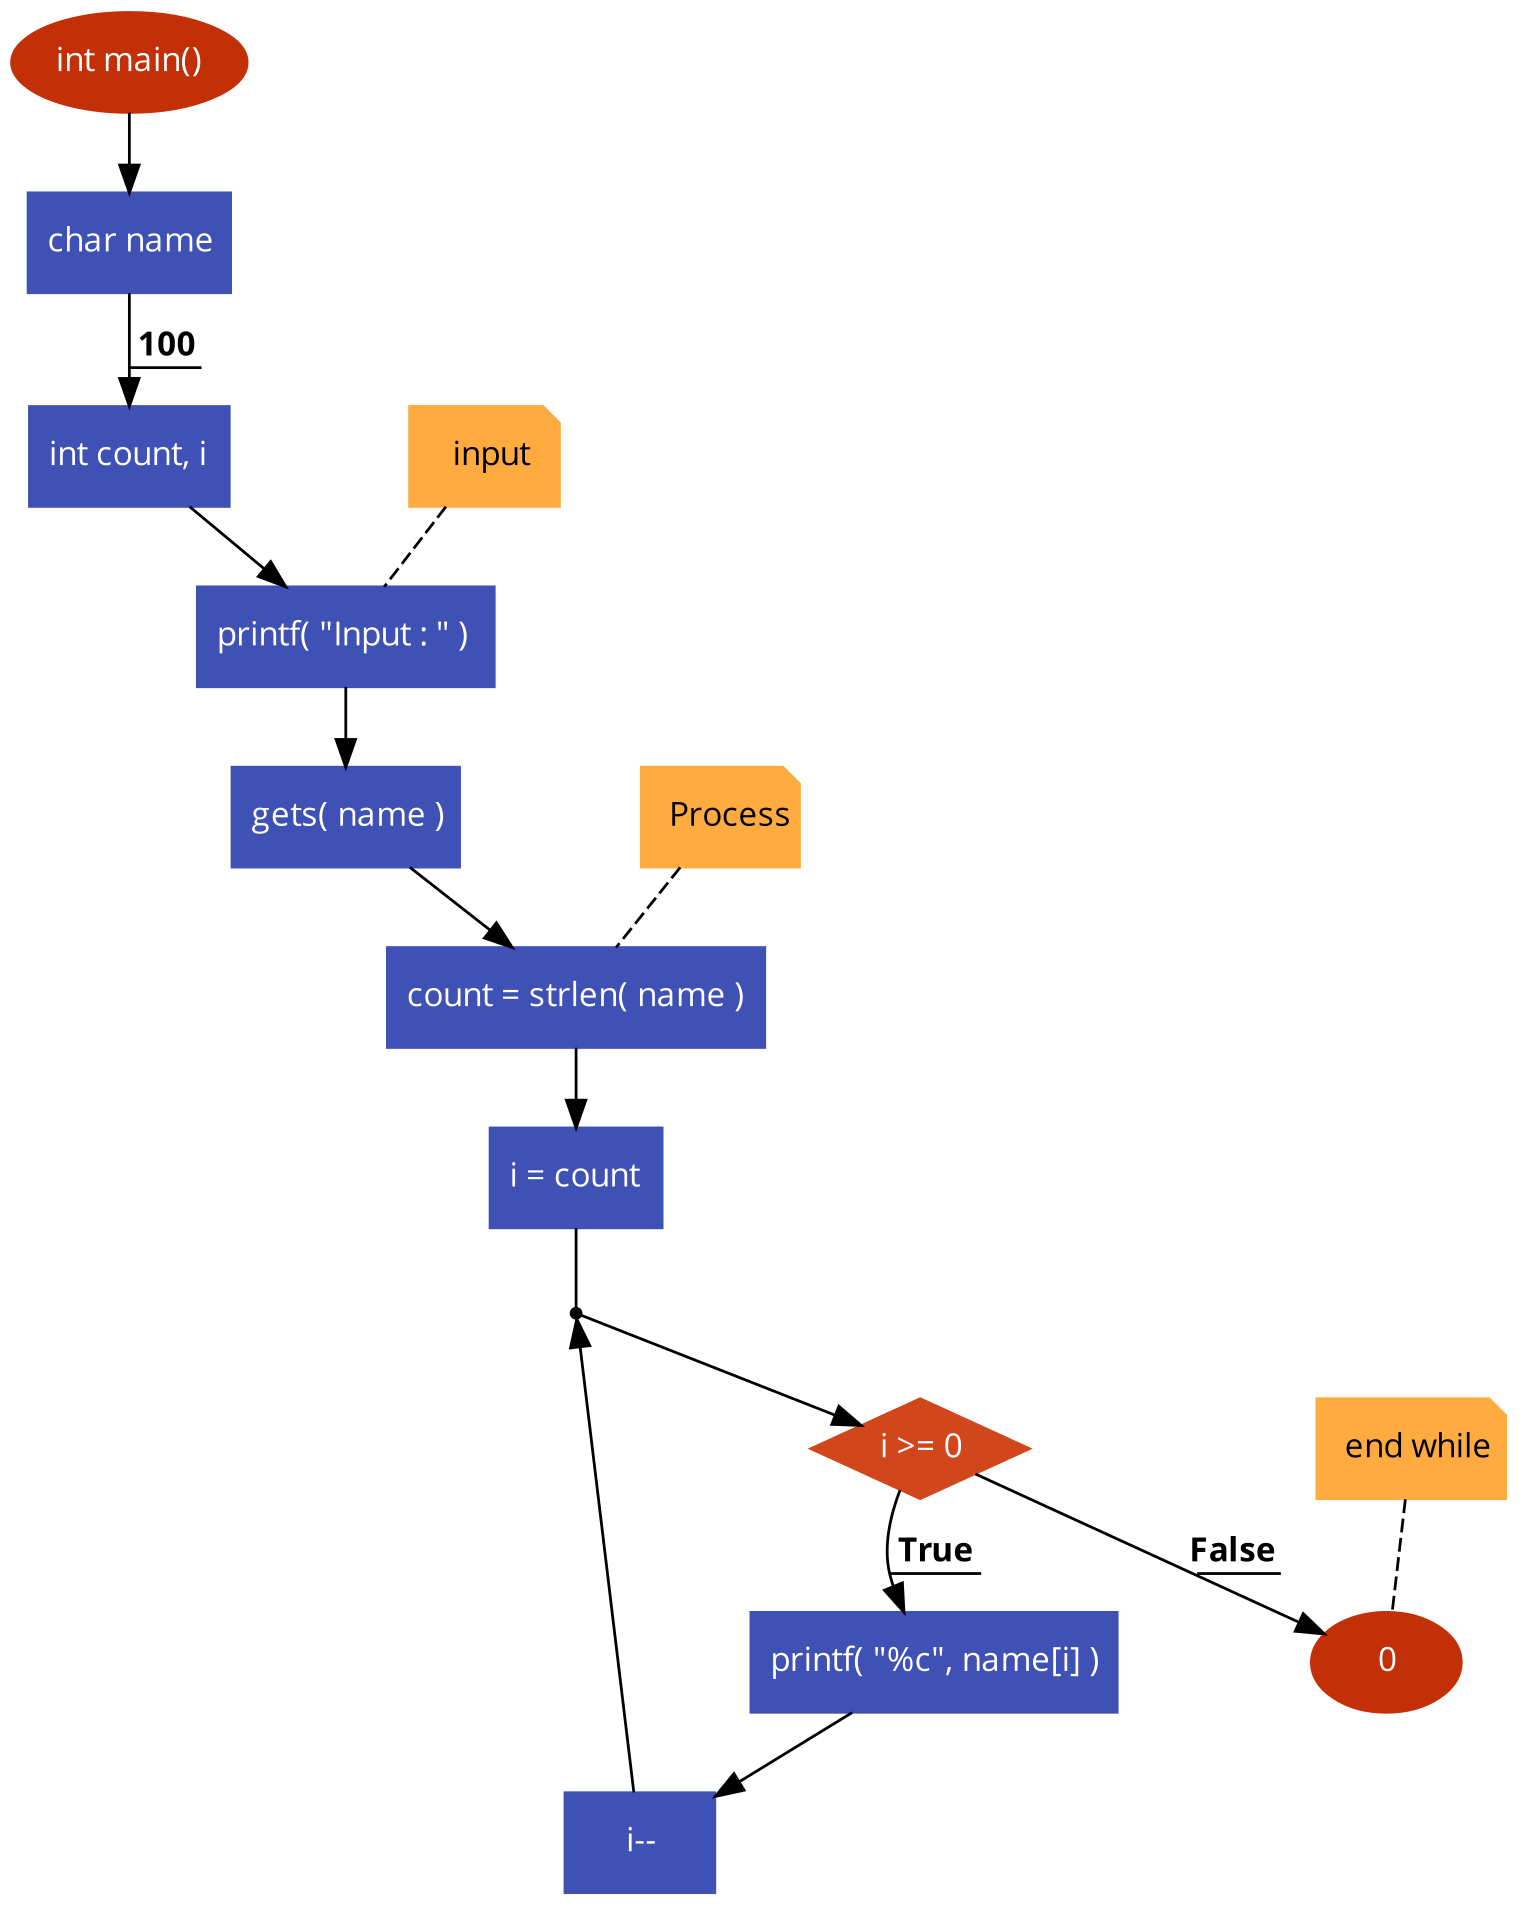 int main()
char name
100
int count, i
input
printf( "Input : " )
gets( name )
Process
count = strlen( name )
i = count
i >= 0
end while
True
False
printf( "%c", name[i] )
0
i--